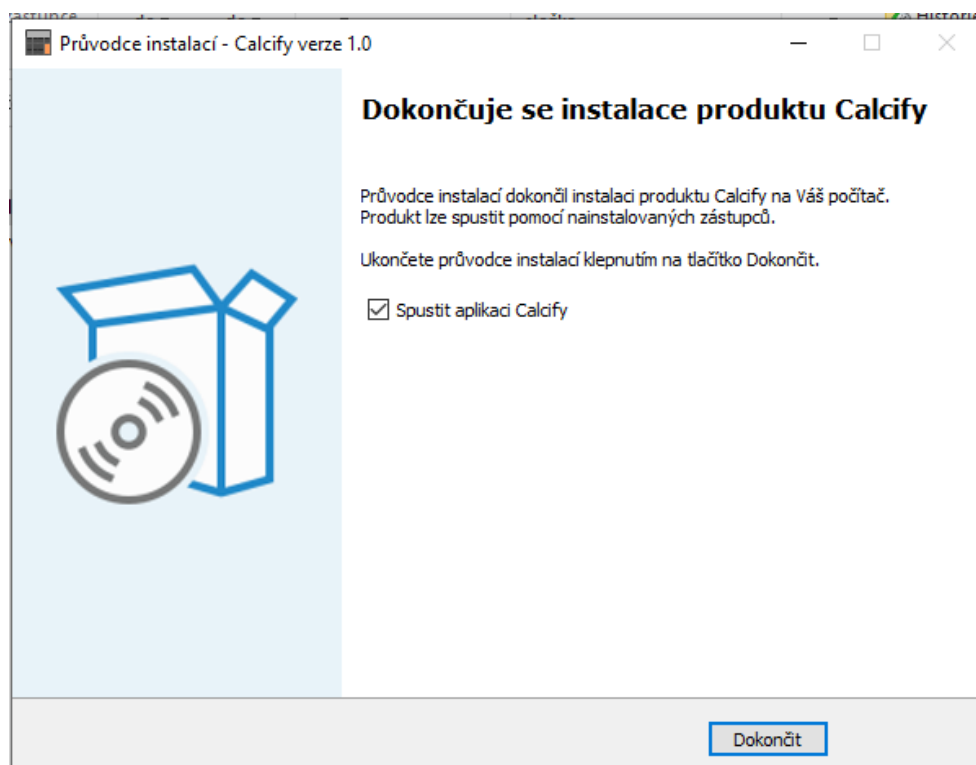 Průvodce instalací - Calcify verze 1.0
Dokončuje se instalace produktu Calcify
Průvodce instalací dokončil instalaci produktu Calcify na Váš počítač.
Produkt lze spustit pomocí nainstalovaných zástupců.
Ukončete průvodce instalací klepnutím na tlačítko Dokončit.
Spustit aplikaci Calcify
Dokončit